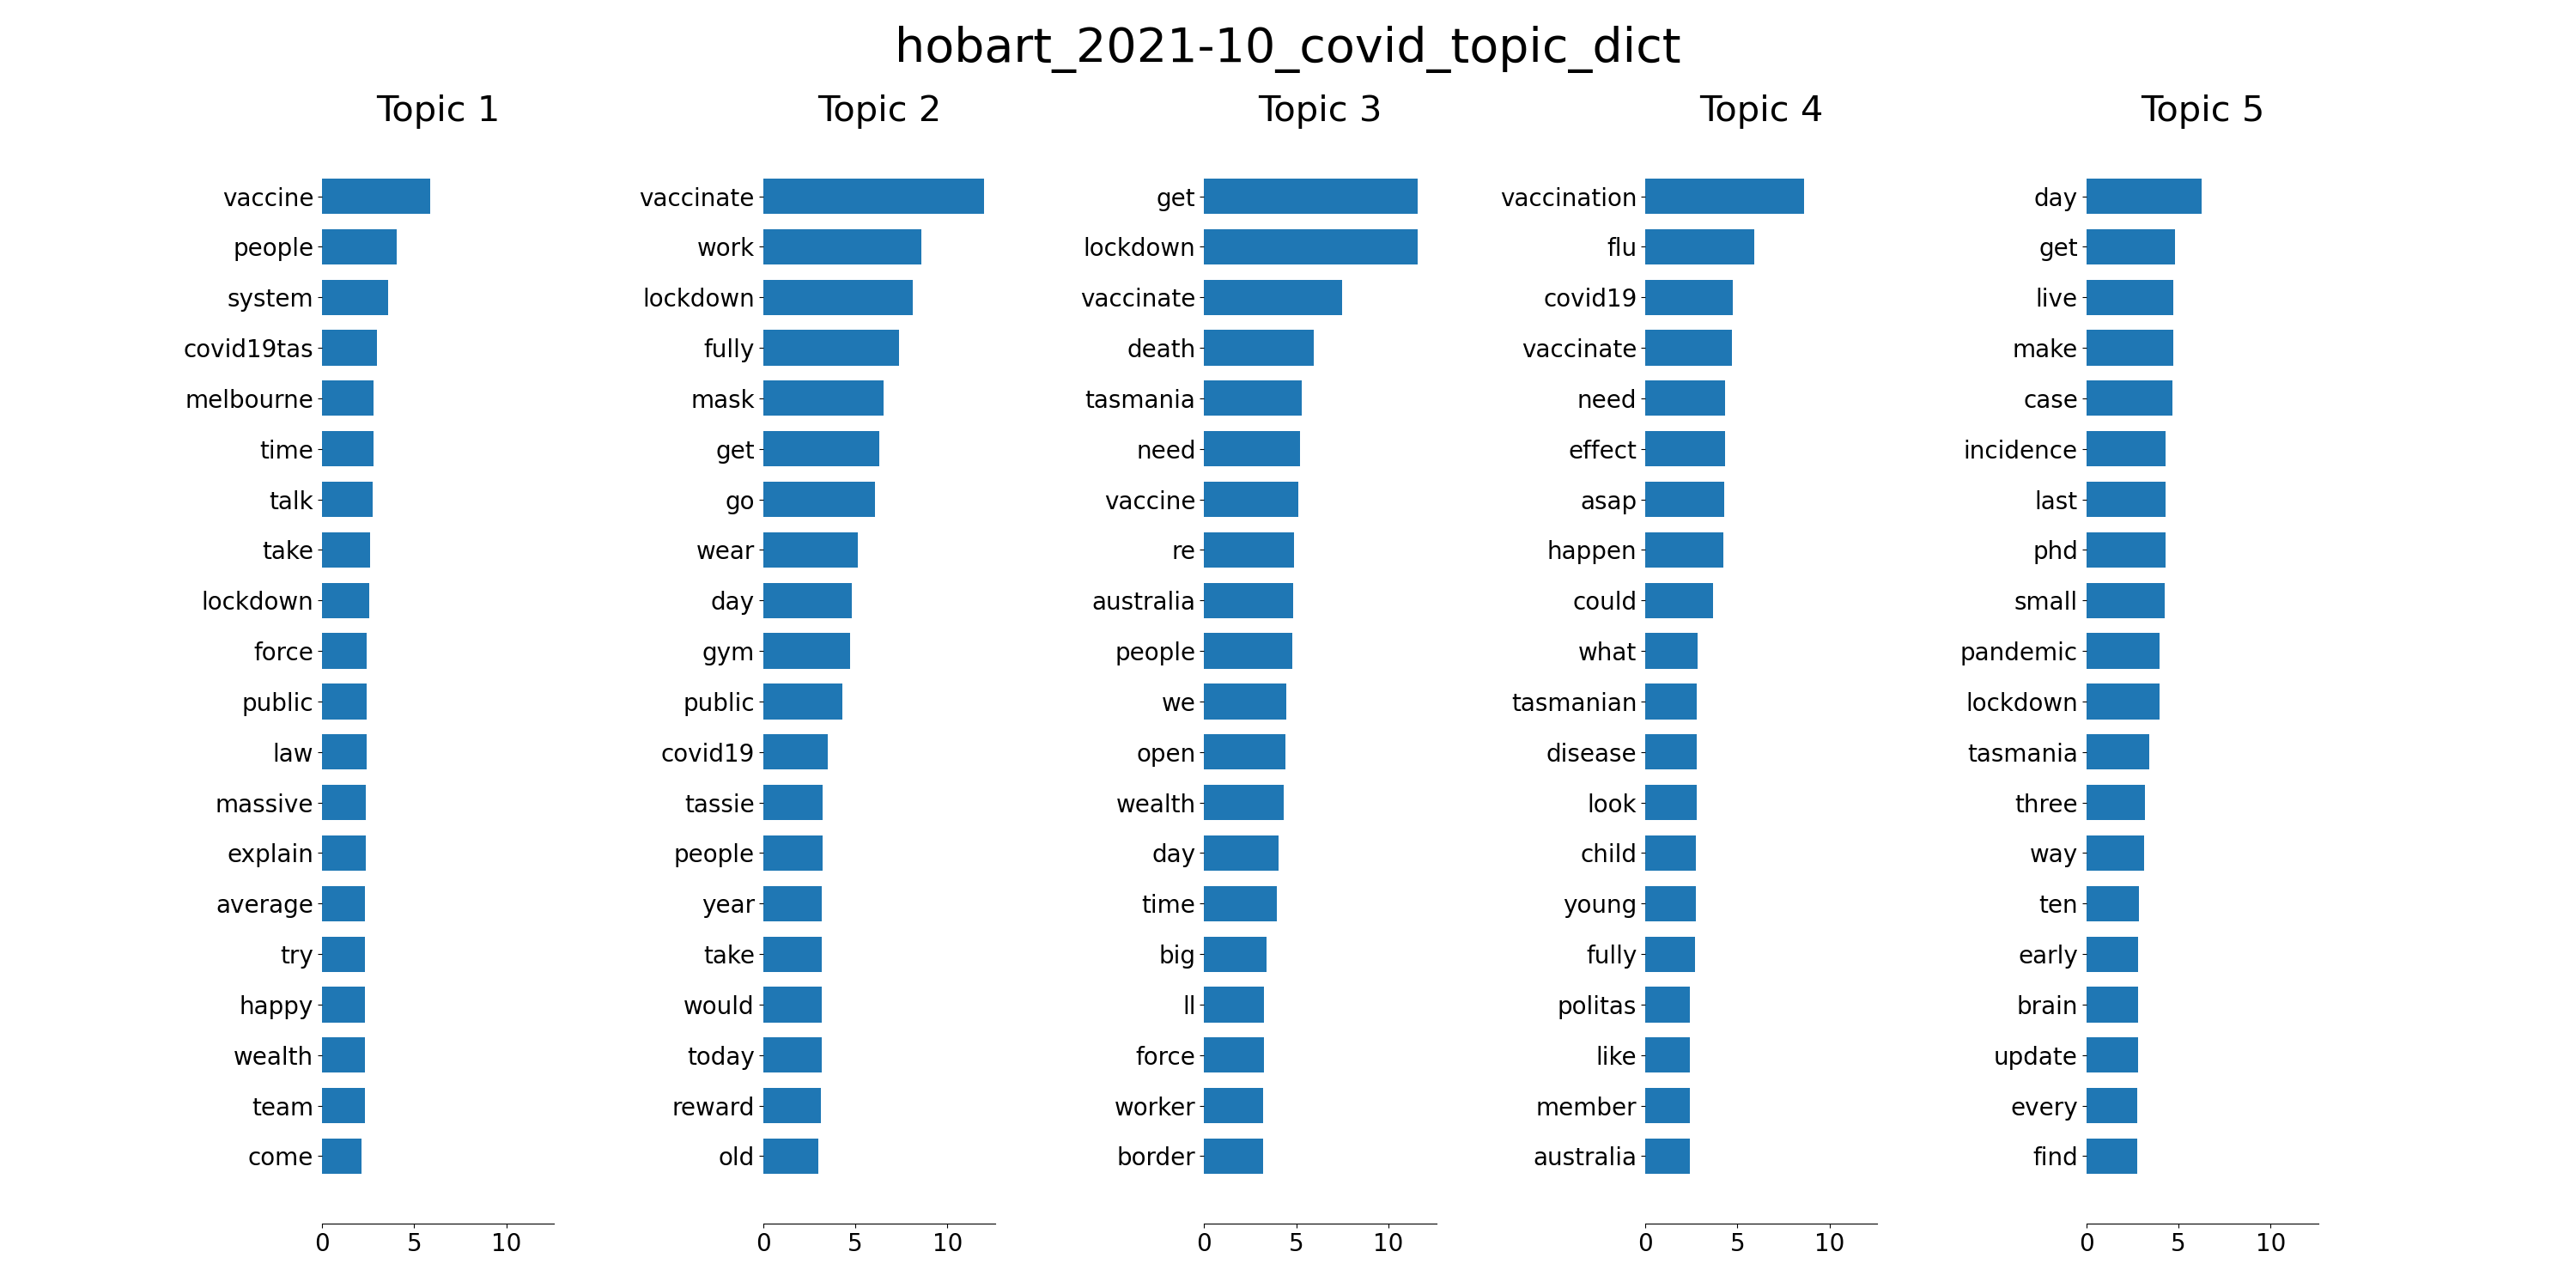 hobart_2021-10_covid_topic_dict
Topic 1
vaccine
people
system
covid19tas
melbourne
time
talk
take
lockdown
force
public
law
massive
explain
average
try
happy
wealth
team
come
0 5 10
Topic 2
vaccinate
work
lockdown
fully
mask
get
go
wear
day
gym
public
covid19
tassie
people
year
take
would
today
reward
old
0 5 10
Topic 3
get
lockdown
vaccinate
death
tasmania
need
vaccine
re
australia
people
we
open
wealth
day
time
big
ll
force
worker
border
0 5 10
Topic 4
vaccination
flu
covid19
vaccinate
need
effect
asap
happen
could
what
tasmanian
disease
look
child
young
fully
politas
like
member
australia
0 5 10
Topic 5
day
get
live
make
case
incidence
last
phd
small
pandemic
lockdown
tasmania
three
way
ten
early
brain
update
every
find
0 5 10